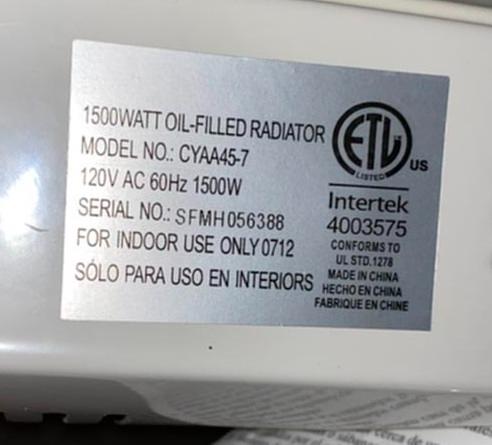 1500WATT OIL-FILLED RADIATOR
MODEL NO.: CYAA45-7
120V AC 60Hz 1500W
SERIAL NO.: SFMH056388
FOR INDOOR USE ONLY 0712
SÓLO PARA USO EN INTERIORS
ETL US
LISTED
Intertek
4003575
CONFORMS TO
UL STD.1278
MADE IN CHINA
HECHO EN CHINA
FABRIQUE EN CHINE